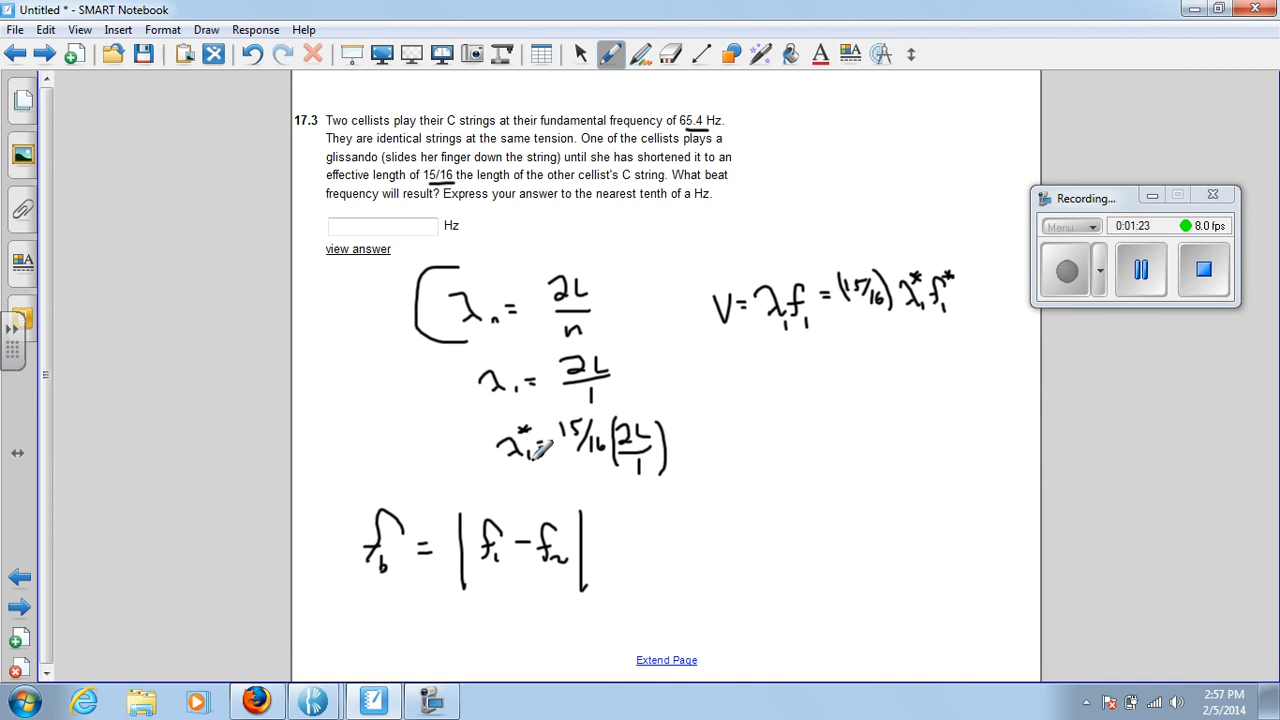 Untitled * - SMART Notebook
File Edit View Insert Format Draw Response Help
17.3 Two cellists play their C strings at their fundamental frequency of 65.4 Hz.
They are identical strings at the same tension. One of the cellists plays a
glissando (slides her finger down the string) until she has shortened it to an
effective length of 15/16 the length of the other cellist's C string. What beat
frequency will result? Express your answer to the nearest tenth of a Hz.
Hz
view answer
Recording...
Menu 0:01:23 8.0 fps
λn = 2L/n
V = λ1 f1 = (15/16) λ1* f1*
λ1 = 2L/1
λ1* = 15/16 (2L/1)
fb = | f1 - f2 |
Extend Page
2:57 PM
2/5/2014